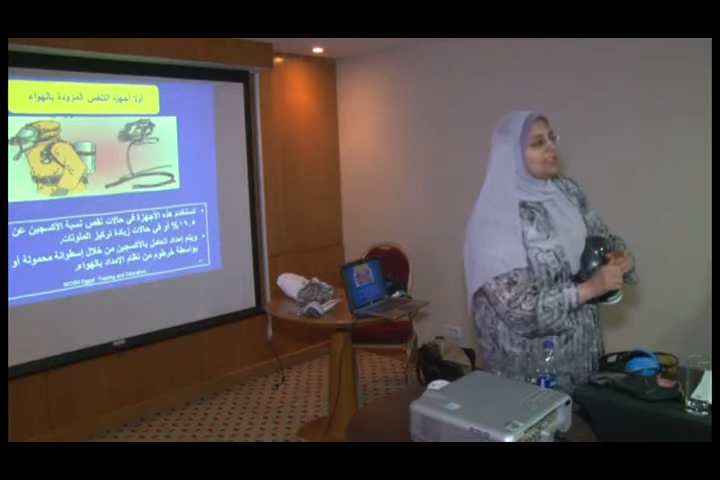 أولا أجهزة التنفس المزودة بالهواء
• تستخدم هذه الأجهزة في حالات نقص نسبة الأكسجين عن
١٩.٥% أو في حالات زيادة تركيز الملوثات.
• ويتم إمداد العامل بالأكسجين من خلال إسطوانة محمولة أو
بواسطة خرطوم من نظام الإمداد بالهواء.
NIOSH Egypt Training and Education